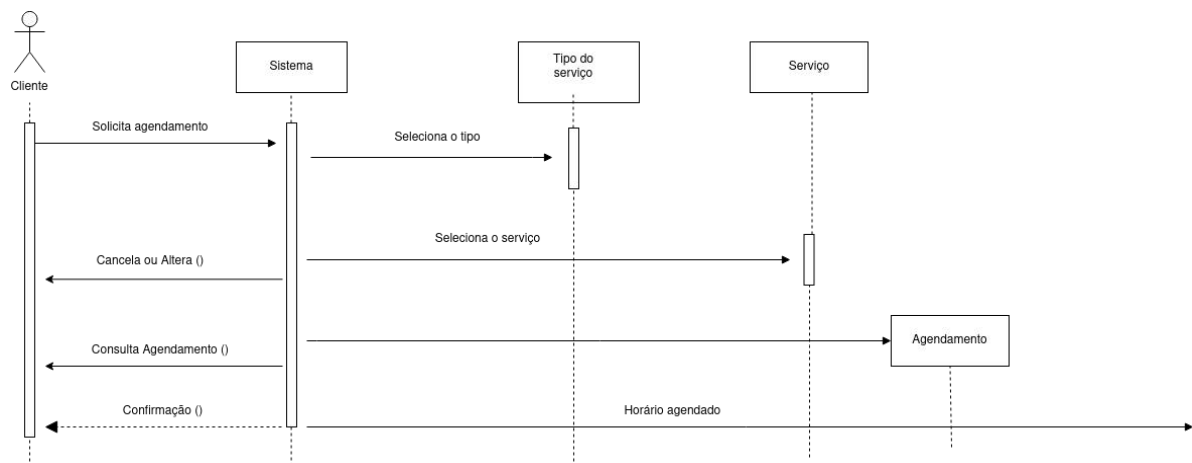 Cliente
Sistema
Tipo do
serviço
Serviço
Solicita agendamento
Seleciona o tipo
Seleciona o serviço
Cancela ou Altera ()
Agendamento
Consulta Agendamento ()
Confirmação ()
Horário agendado